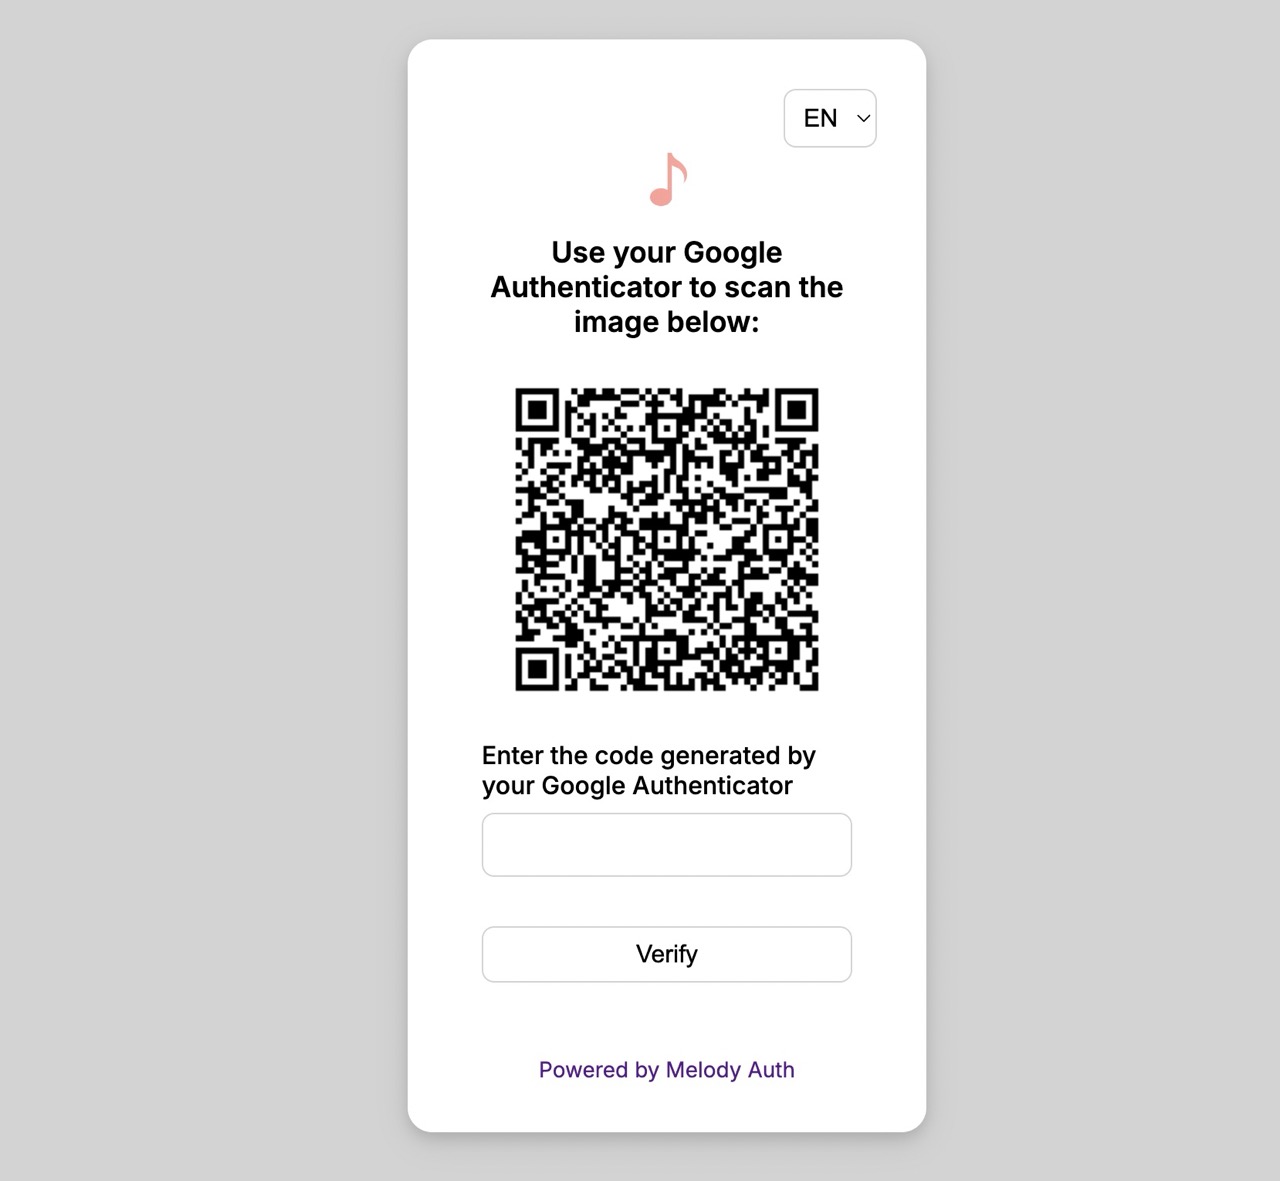 EN
Use your Google
Authenticator to scan the
image below:
Enter the code generated by
your Google Authenticator
Verify
Powered by Melody Auth